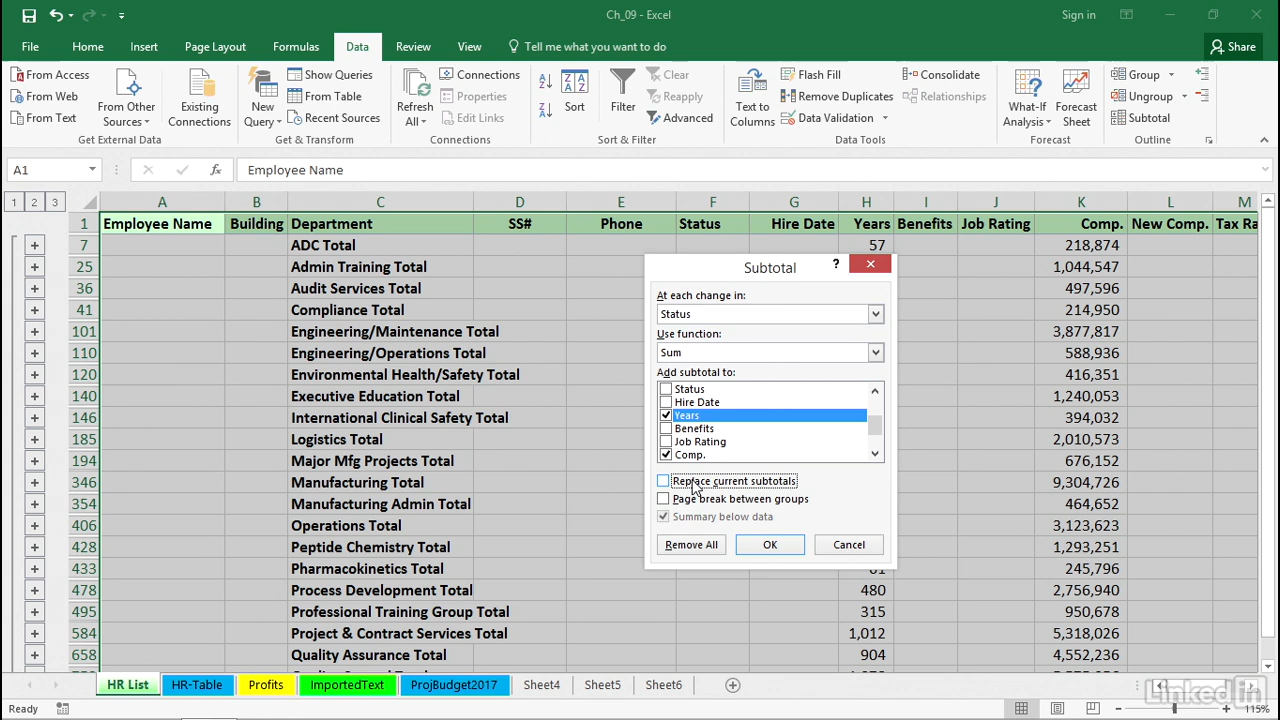 Ch_09 - Excel
Sign in
File Home Insert Page Layout Formulas Data Review View Tell me what you want to do Share
From Access
From Web
From Text
From Other Sources
Existing Connections
Get External Data
New Query
Show Queries
From Table
Recent Sources
Get & Transform
Refresh All
Connections
Properties
Edit Links
Connections
Sort
Filter
Clear
Reapply
Advanced
Sort & Filter
Text to Columns
Flash Fill
Remove Duplicates
Data Validation
Consolidate
Relationships
Data Tools
What-If Analysis
Forecast Sheet
Forecast
Group
Ungroup
Subtotal
Outline
A1 fx Employee Name
1 2 3 A B C D E F G H I J K L M
1 Employee Name Building Department SS# Phone Status Hire Date Years Benefits Job Rating Comp. New Comp. Tax Ra
7 ADC Total 57 218,874
25 Admin Training Total 1,044,547
36 Audit Services Total 497,596
41 Compliance Total 214,950
101 Engineering/Maintenance Total 3,877,817
110 Engineering/Operations Total 588,936
120 Environmental Health/Safety Total 416,351
140 Executive Education Total 1,240,053
146 International Clinical Safety Total 394,032
185 Logistics Total 2,010,573
194 Major Mfg Projects Total 676,152
346 Manufacturing Total 9,304,726
354 Manufacturing Admin Total 464,652
406 Operations Total 3,123,623
428 Peptide Chemistry Total 1,293,251
433 Pharmacokinetics Total 61 245,796
478 Process Development Total 480 2,756,940
495 Professional Training Group Total 315 950,678
584 Project & Contract Services Total 1,012 5,318,026
658 Quality Assurance Total 904 4,552,236
Subtotal ?
At each change in:
Status
Use function:
Sum
Add subtotal to:
Status
Hire Date
Years
Benefits
Job Rating
Comp.
Replace current subtotals
Page break between groups
Summary below data
Remove All OK Cancel
HR List HR-Table Profits ImportedText ProjBudget2017 Sheet4 Sheet5 Sheet6
Linked in
Ready 115%